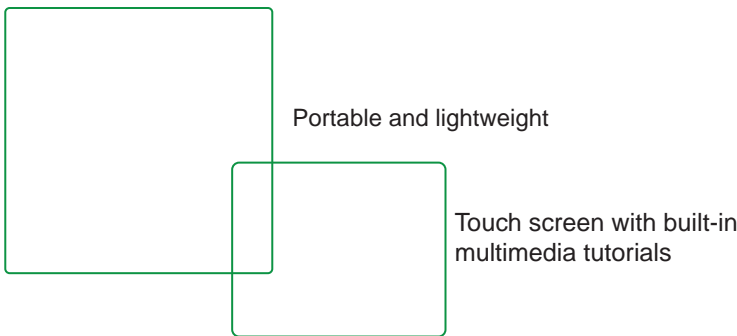 Portable and lightweight
Touch screen with built-in
multimedia tutorials